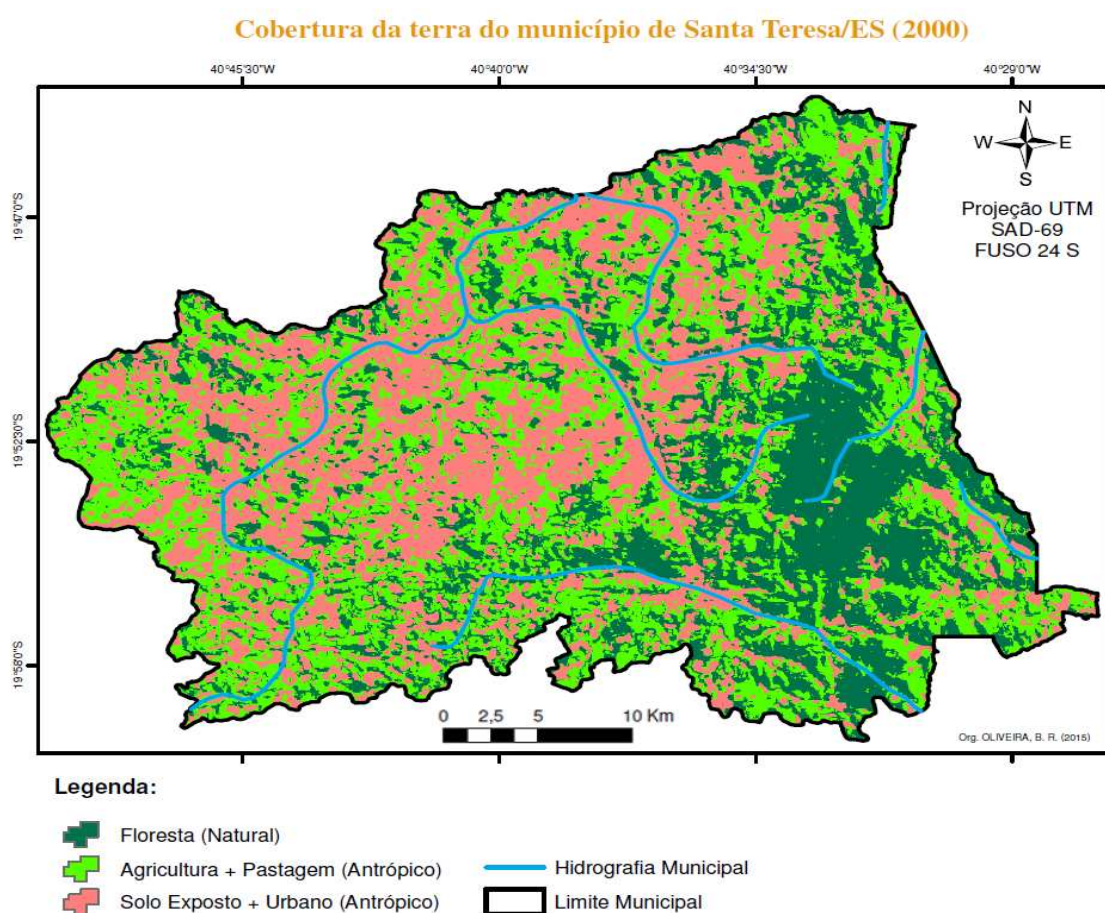 Cobertura da terra do município de Santa Teresa/ES (2000)
40°45'30"W 40°40'0"W 40°34'30"W 40°29'0"W
N
W E
S
Projeção UTM
SAD-69
FUSO 24 S
19°47'0"S
19°52'30"S
19°58'0"S
0 2,5 5 10 Km
Org. OLIVEIRA, B. R. (2015)
Legenda:
Floresta (Natural)
Agricultura + Pastagem (Antrópico)
Solo Exposto + Urbano (Antrópico)
Hidrografia Municipal
Limite Municipal